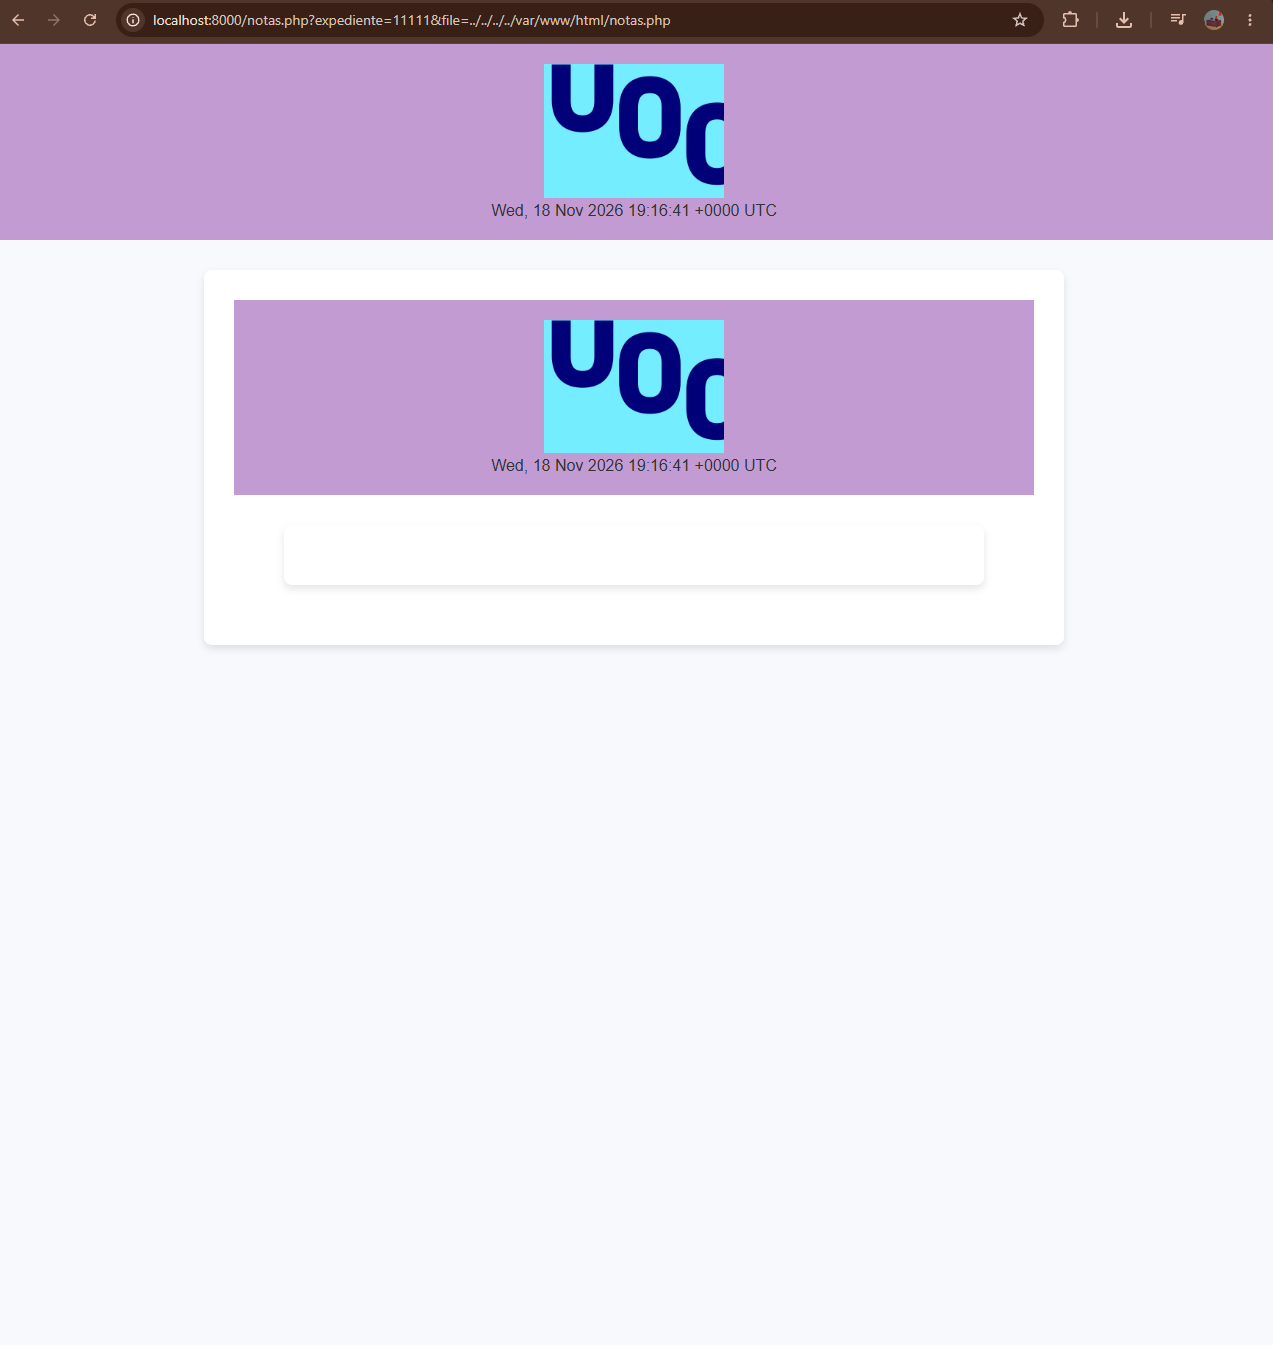 localhost:8000/notas.php?expediente=11111&file=../../../../var/www/html/notas.php
UOC
Wed, 18 Nov 2026 19:16:41 +0000 UTC
UOC
Wed, 18 Nov 2026 19:16:41 +0000 UTC